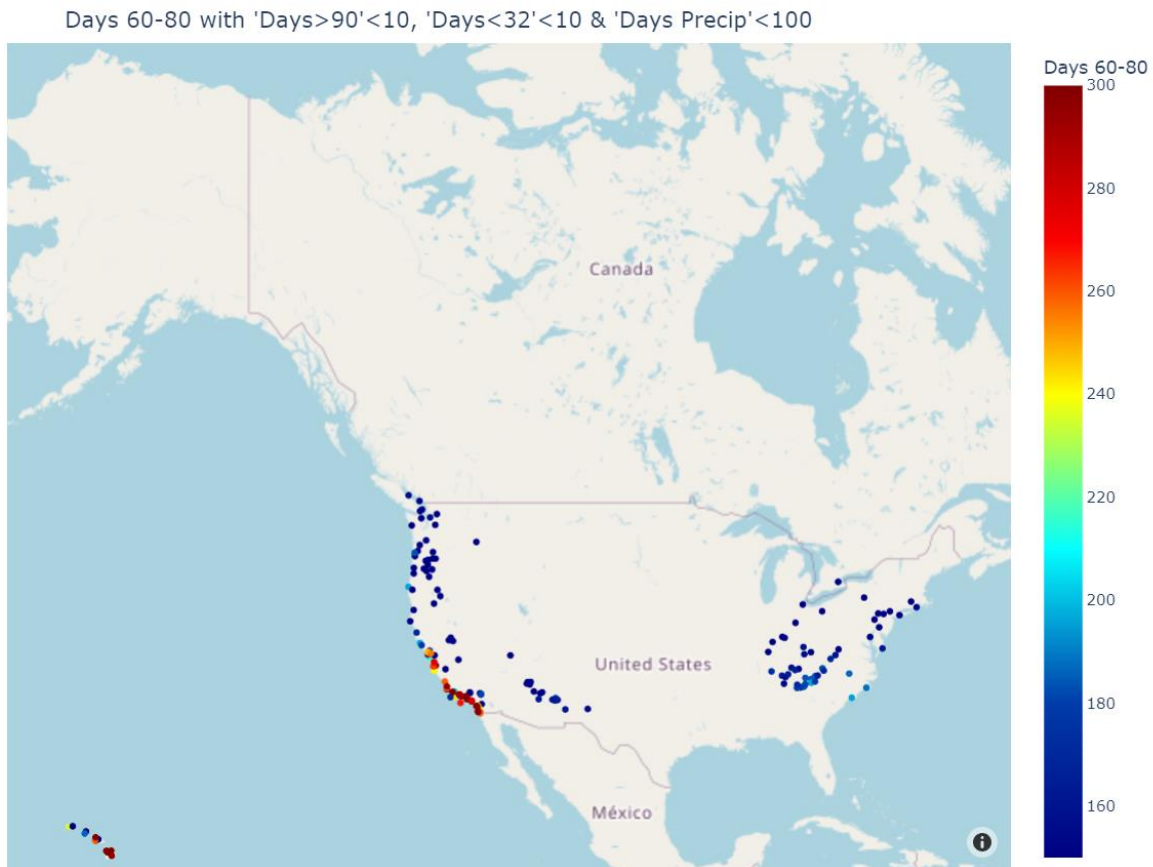 Days 60-80 with 'Days>90'<10, 'Days<32'<10 & 'Days Precip'<100
Days 60-80
300
280
Canada
260
240
220
200
United States
180
México
160
i